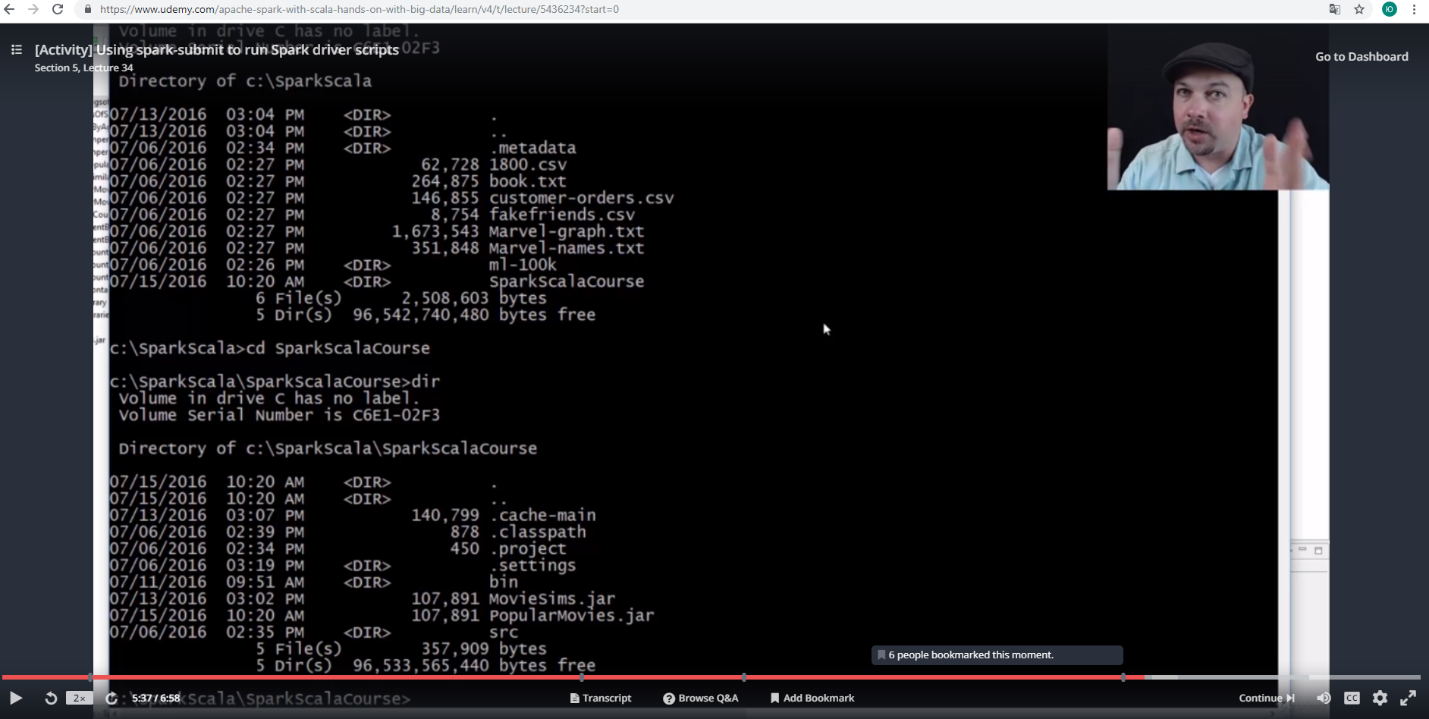 https://www.udemy.com/apache-spark-with-scala-hands-on-with-big-data/learn/v4/t/lecture/5436234?start=0
Volume in drive C has no label.
[Activity] Using spark-submit to run Spark driver scripts
Go to Dashboard
Section 5, Lecture 34
Directory of c:\SparkScala
07/13/2016 03:04 PM <DIR> .
07/13/2016 03:04 PM <DIR> ..
07/06/2016 02:34 PM <DIR> .metadata
07/06/2016 02:27 PM 62,728 1800.csv
07/06/2016 02:27 PM 264,875 book.txt
07/06/2016 02:27 PM 146,855 customer-orders.csv
07/06/2016 02:27 PM 8,754 fakefriends.csv
07/06/2016 02:27 PM 1,673,543 Marvel-graph.txt
07/06/2016 02:27 PM 351,848 Marvel-names.txt
07/06/2016 02:26 PM <DIR> ml-100k
07/15/2016 10:20 AM <DIR> SparkScalaCourse
6 File(s) 2,508,603 bytes
5 Dir(s) 96,542,740,480 bytes free
c:\SparkScala>cd SparkScalaCourse
c:\SparkScala\SparkScalaCourse>dir
Volume in drive C has no label.
Volume Serial Number is C6E1-02F3
Directory of c:\SparkScala\SparkScalaCourse
07/15/2016 10:20 AM <DIR> .
07/15/2016 10:20 AM <DIR> ..
07/13/2016 03:07 PM 140,799 .cache-main
07/06/2016 02:39 PM 878 .classpath
07/06/2016 02:34 PM 450 .project
07/06/2016 03:19 PM <DIR> .settings
07/11/2016 09:51 AM <DIR> bin
07/13/2016 03:02 PM 107,891 MovieSims.jar
07/15/2016 10:20 AM 107,891 PopularMovies.jar
07/06/2016 02:35 PM <DIR> src
5 File(s) 357,909 bytes
5 Dir(s) 96,533,565,440 bytes free
6 people bookmarked this moment.
2x
5:37 / 6:58
Transcript
Browse Q&A
Add Bookmark
Continue
CC